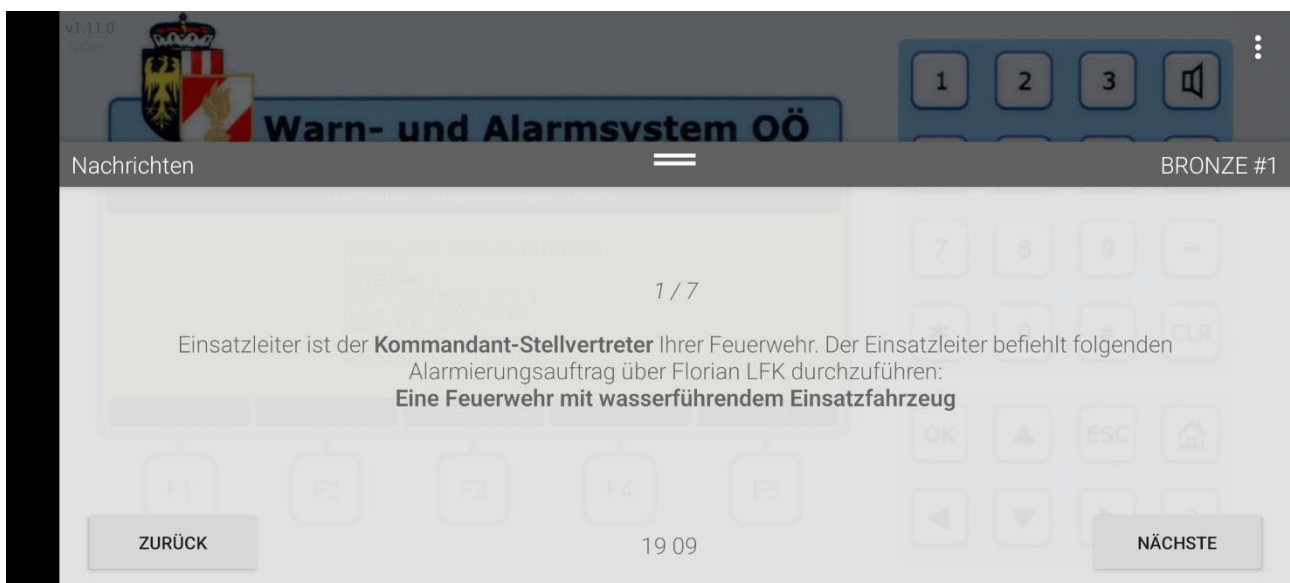 v1.11.0
Warn- und Alarmsystem OÖ
1 2 3
Nachrichten
BRONZE #1
7 8 9 -
1 / 7
* 0 # CLR
Einsatzleiter ist der Kommandant-Stellvertreter Ihrer Feuerwehr. Der Einsatzleiter befiehlt folgenden
Alarmierungsauftrag über Florian LFK durchzuführen:
Eine Feuerwehr mit wasserführendem Einsatzfahrzeug
OK ESC
F1 F2 F3 F4 F5
ZURÜCK
19 09
NÄCHSTE